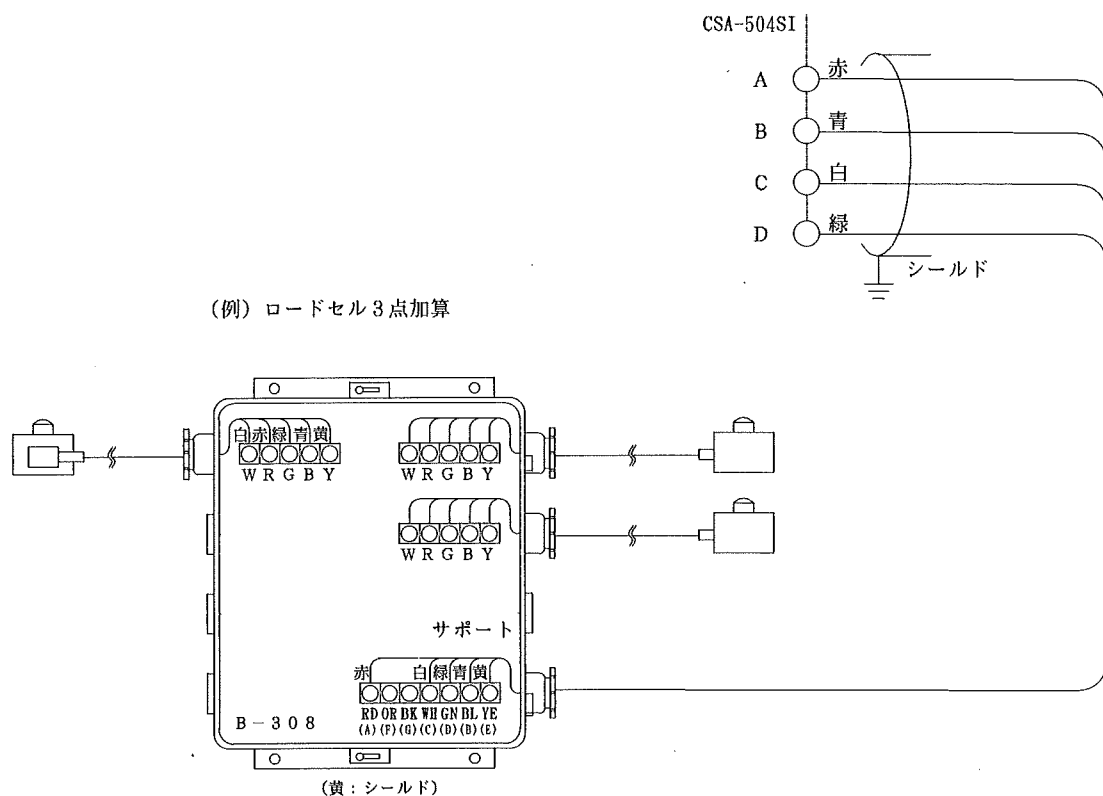 CSA-504SI
A 赤
B 青
C 白
D 緑
シールド
(例) ロードセル3点加算
白 赤 緑 青 黄
W R G B Y
W R G B Y
W R G B Y
サポート
赤 白 緑 青 黄
RD OR BK WH GN BL YE
(A) (F) (G) (C) (D) (B) (E)
B-308
(黄:シールド)